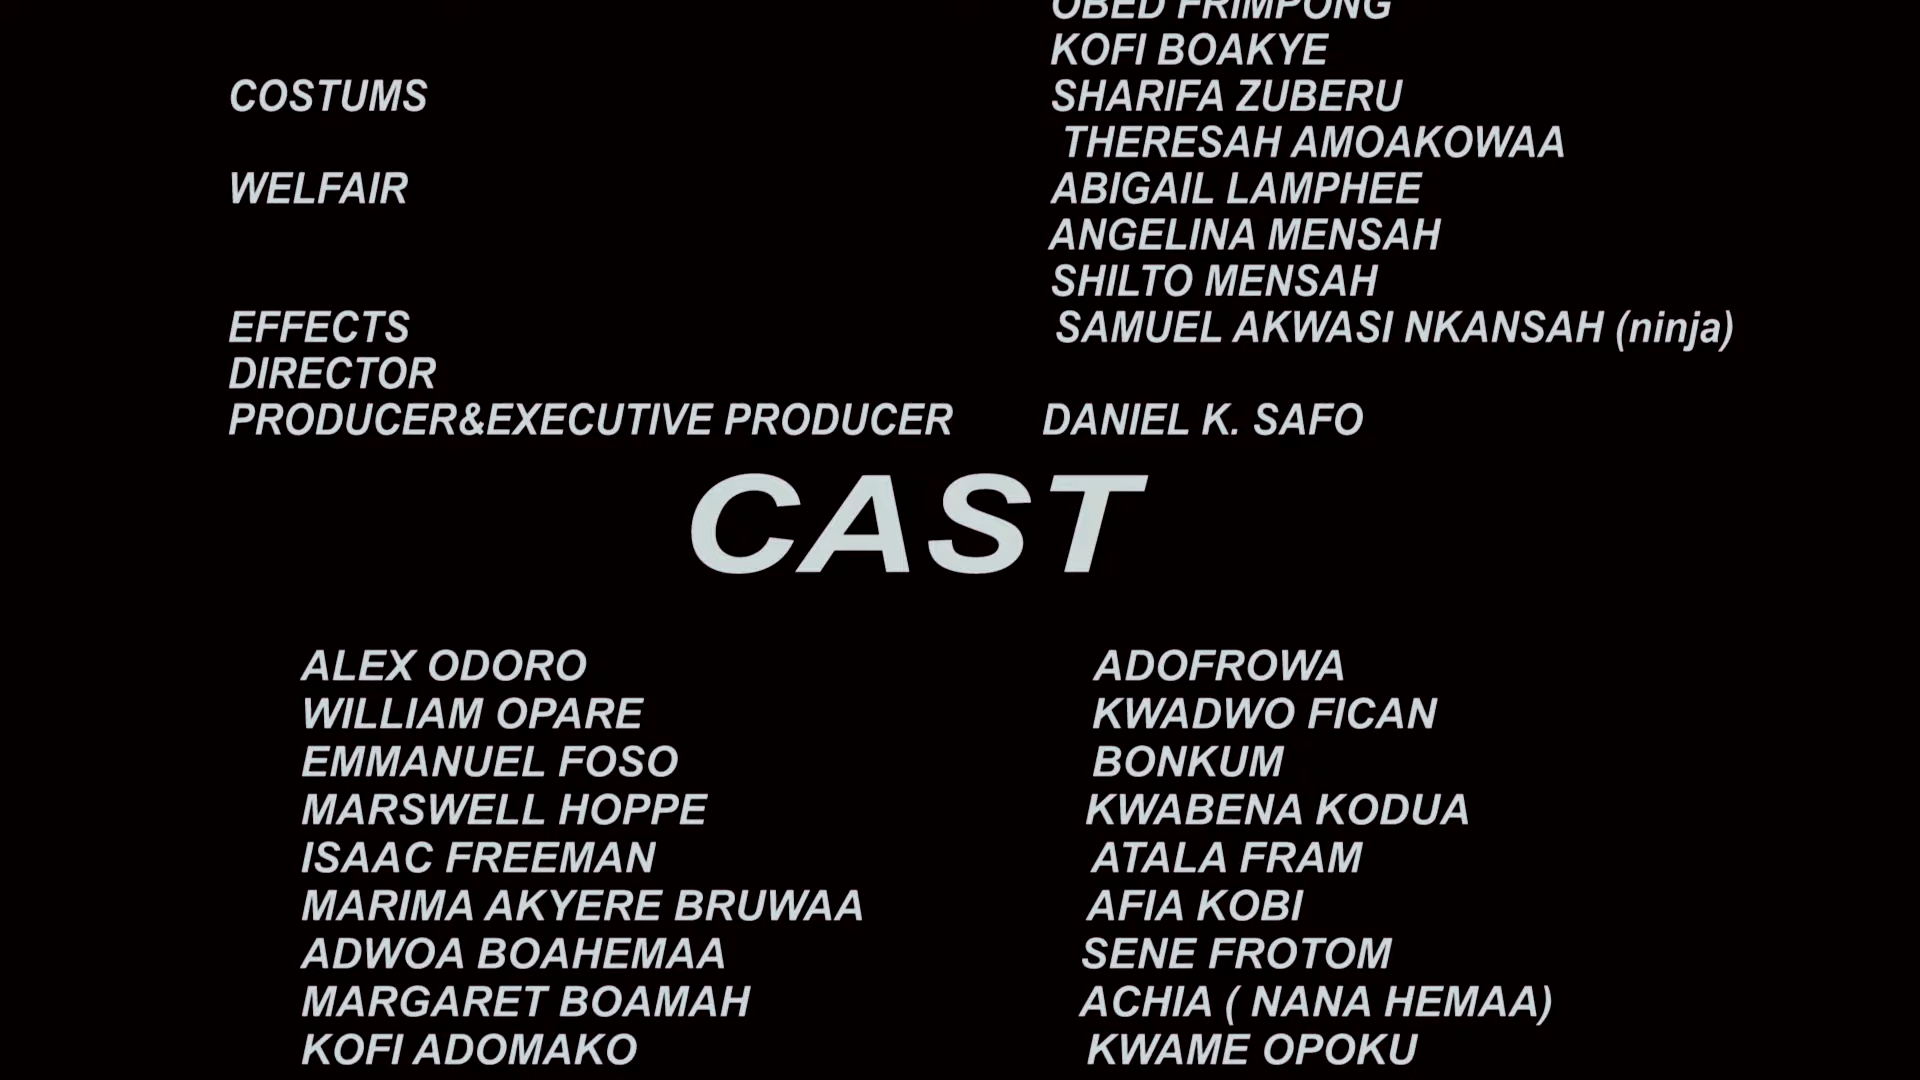 OBED FRIMPONG
KOFI BOAKYE
COSTUMS SHARIFA ZUBERU
THERESAH AMOAKOWAA
WELFAIR ABIGAIL LAMPHEE
ANGELINA MENSAH
SHILTO MENSAH
EFFECTS SAMUEL AKWASI NKANSAH (ninja)
DIRECTOR
PRODUCER&EXECUTIVE PRODUCER DANIEL K. SAFO
CAST
ALEX ODORO ADOFROWA
WILLIAM OPARE KWADWO FICAN
EMMANUEL FOSO BONKUM
MARSWELL HOPPE KWABENA KODUA
ISAAC FREEMAN ATALA FRAM
MARIMA AKYERE BRUWAA AFIA KOBI
ADWOA BOAHEMAA SENE FROTOM
MARGARET BOAMAH ACHIA ( NANA HEMAA)
KOFI ADOMAKO KWAME OPOKU